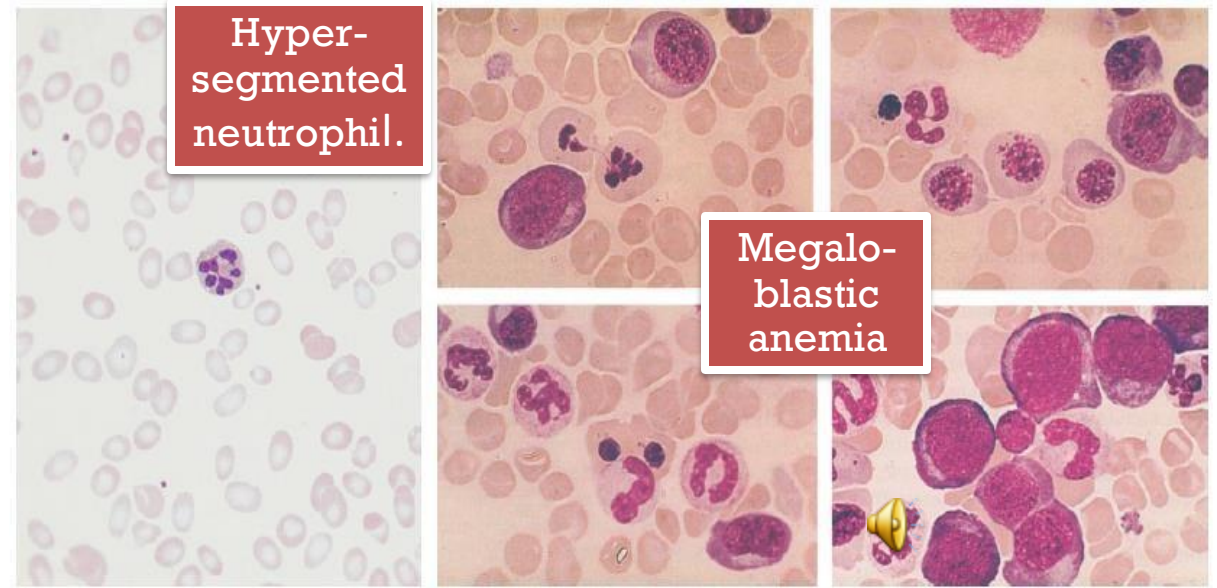 Hyper-
segmented
neutrophil.
Megalo-
blastic
anemia